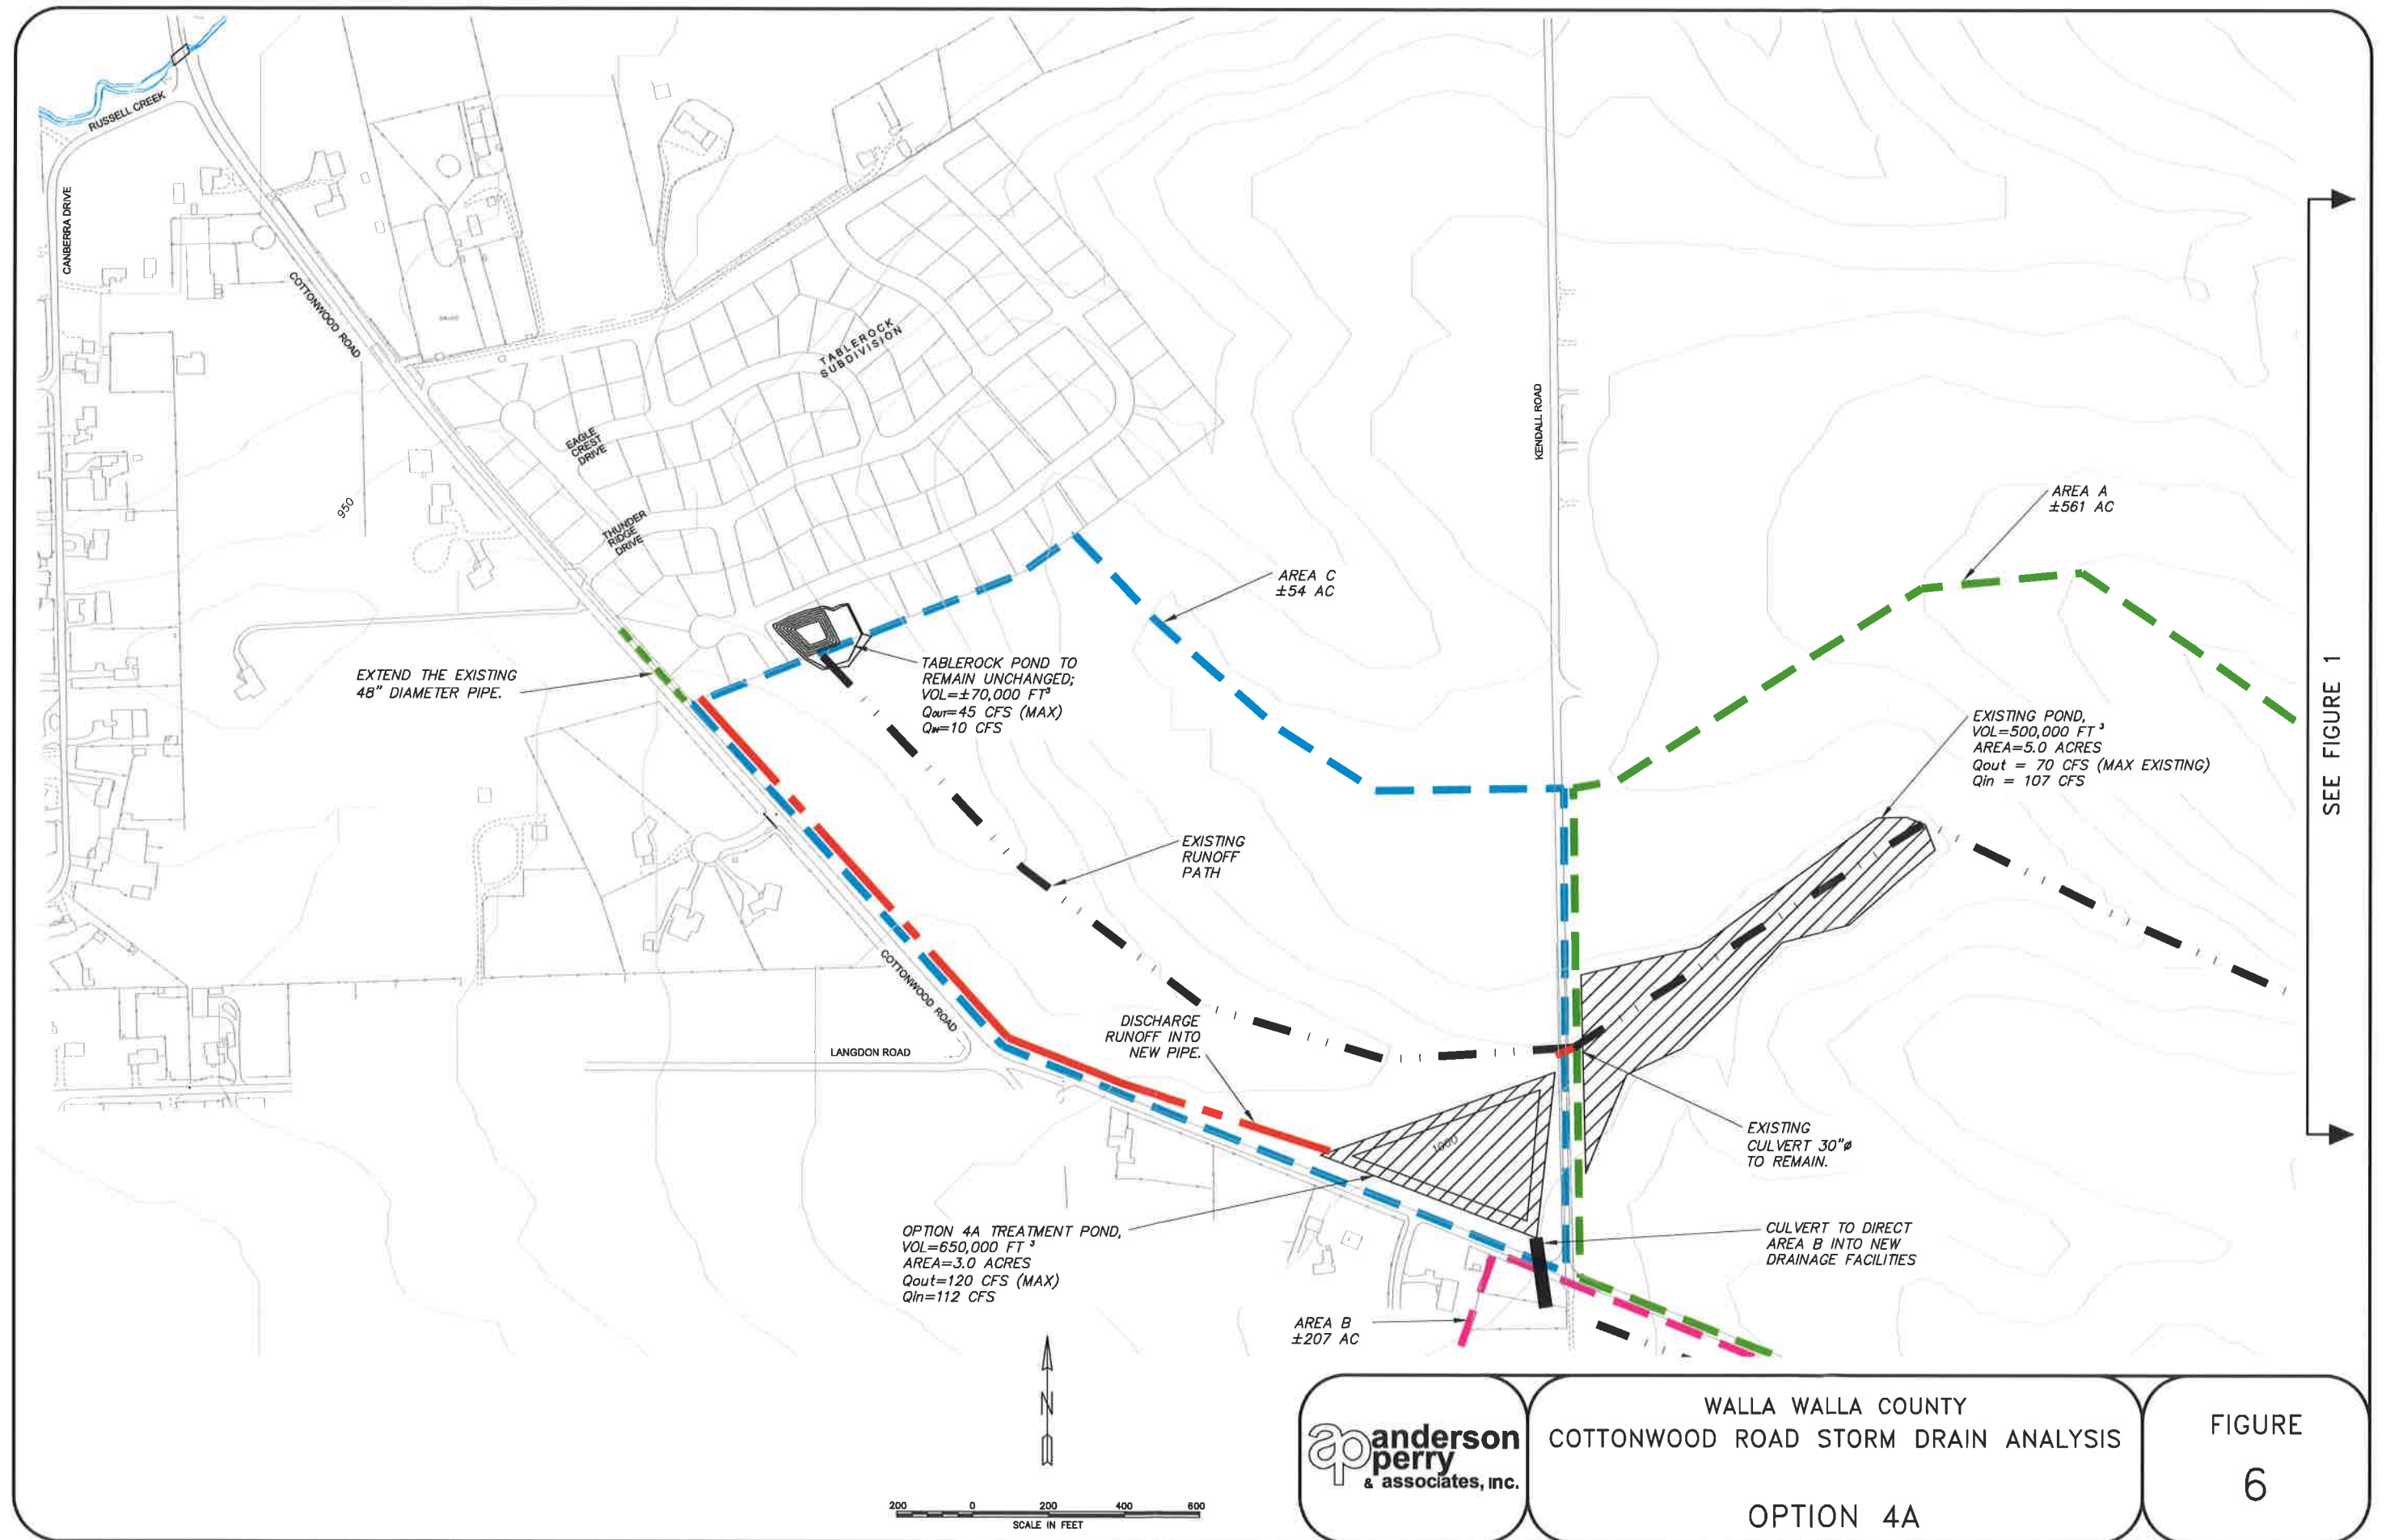 RUSSELL CREEK
CANBERRA DRIVE
COTTONWOOD ROAD
TABLEROCK
SUBDIVISION
EAGLE
CREST
DRIVE
THUNDER
RIDGE
DRIVE
950
KENDALL ROAD
AREA A
±561 AC
AREA C
±54 AC
EXTEND THE EXISTING
48" DIAMETER PIPE.
TABLEROCK POND TO
REMAIN UNCHANGED;
VOL=±70,000 FT³
QOUT=45 CFS (MAX)
QIN=10 CFS
EXISTING POND,
VOL=500,000 FT³
AREA=5.0 ACRES
Qout = 70 CFS (MAX EXISTING)
Qin = 107 CFS
SEE FIGURE 1
EXISTING
RUNOFF
PATH
COTTONWOOD ROAD
LANGDON ROAD
DISCHARGE
RUNOFF INTO
NEW PIPE.
1000
EXISTING
CULVERT 30"ø
TO REMAIN.
OPTION 4A TREATMENT POND,
VOL=650,000 FT³
AREA=3.0 ACRES
Qout=120 CFS (MAX)
Qin=112 CFS
CULVERT TO DIRECT
AREA B INTO NEW
DRAINAGE FACILITIES
AREA B
±207 AC
N
200 0 200 400 600
SCALE IN FEET
ap anderson
perry
& associates, inc.
WALLA WALLA COUNTY
COTTONWOOD ROAD STORM DRAIN ANALYSIS
OPTION 4A
FIGURE
6